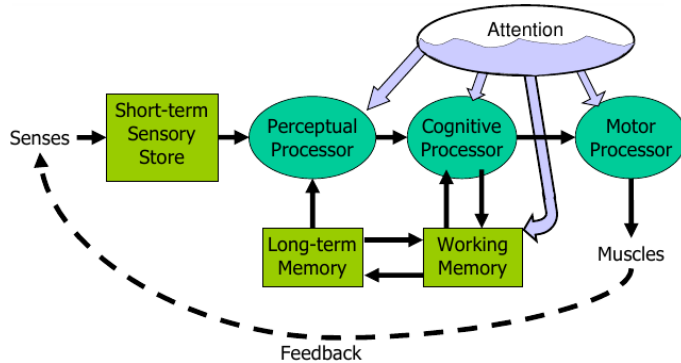 Attention
Short-term
Sensory
Store
Senses
Perceptual
Processor
Cognitive
Processor
Motor
Processor
Long-term
Memory
Working
Memory
Muscles
Feedback